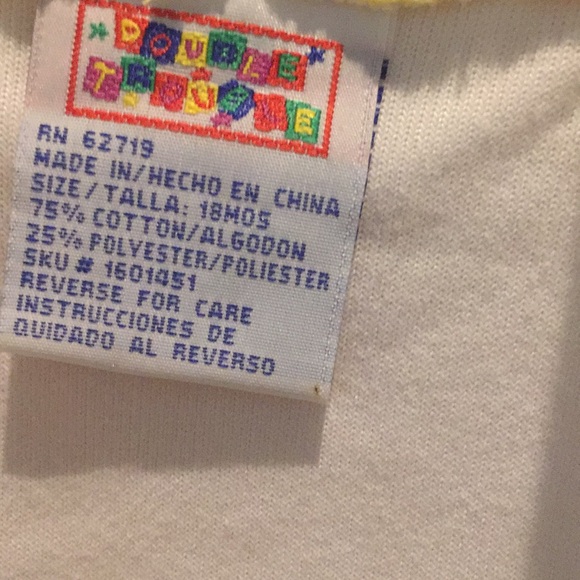 DOUBLE
TROUBLE
RN 62719
MADE IN/HECHO EN CHINA
SIZE/TALLA: 18MOS
75% COTTON/ALGODON
25% POLYESTER/POLIESTER
SKU # 1601451
REVERSE FOR CARE
INSTRUCCIONES DE
QUIDADO AL REVERSO